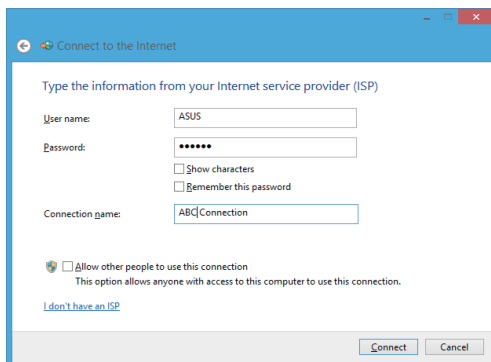 Connect to the Internet
Type the information from your Internet service provider (ISP)
User name:
ASUS
Password:
••••••
Show characters
Remember this password
Connection name:
ABC Connection
Allow other people to use this connection
This option allows anyone with access to this computer to use this connection.
I don't have an ISP
Connect
Cancel